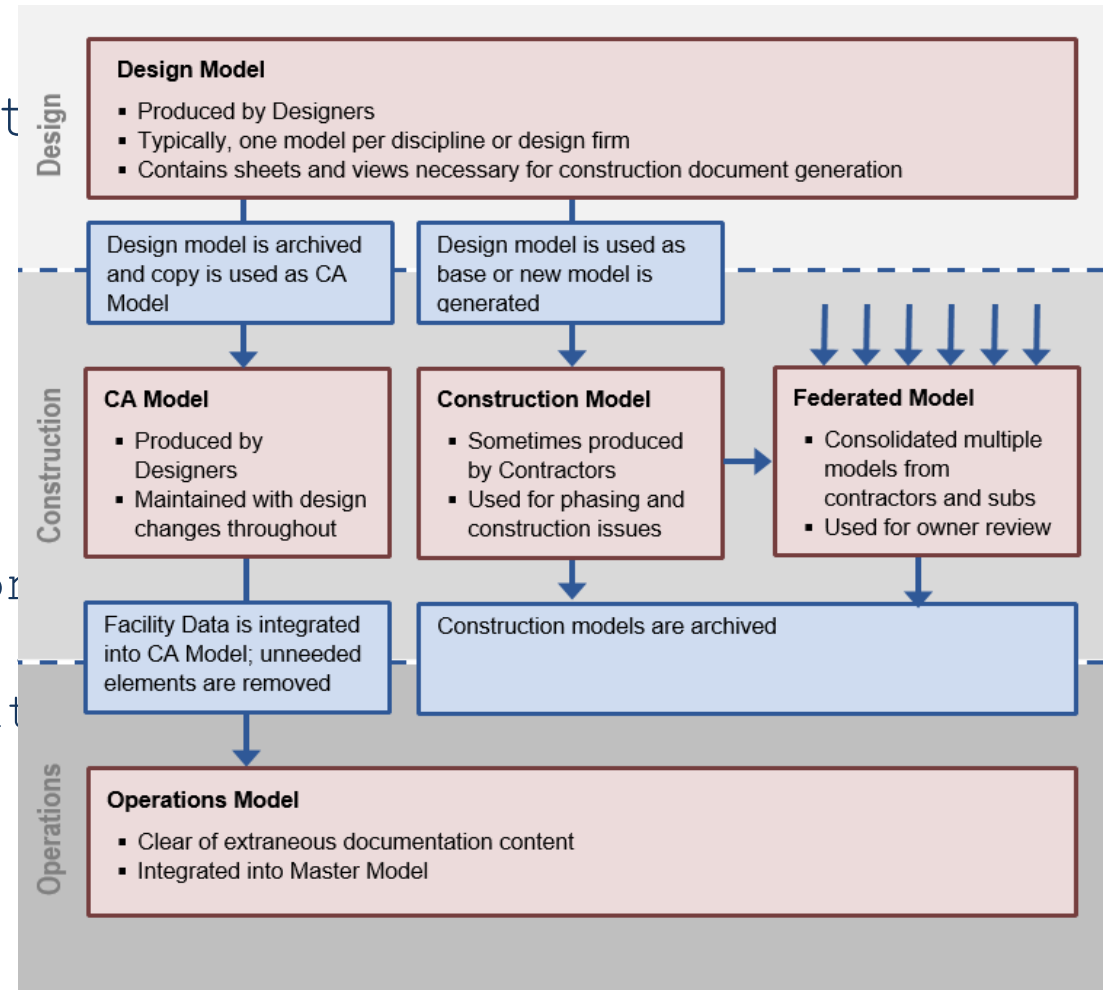 Design
Design Model
▪ Produced by Designers
▪ Typically, one model per discipline or design firm
▪ Contains sheets and views necessary for construction document generation
Design model is archived
and copy is used as CA
Model
Design model is used as
base or new model is
generated
Construction
CA Model
▪ Produced by
Designers
▪ Maintained with design
changes throughout
Construction Model
▪ Sometimes produced
by Contractors
▪ Used for phasing and
construction issues
Federated Model
▪ Consolidated multiple
models from
contractors and subs
▪ Used for owner review
Facility Data is integrated
into CA Model; unneeded
elements are removed
Construction models are archived
Operations
Operations Model
▪ Clear of extraneous documentation content
▪ Integrated into Master Model